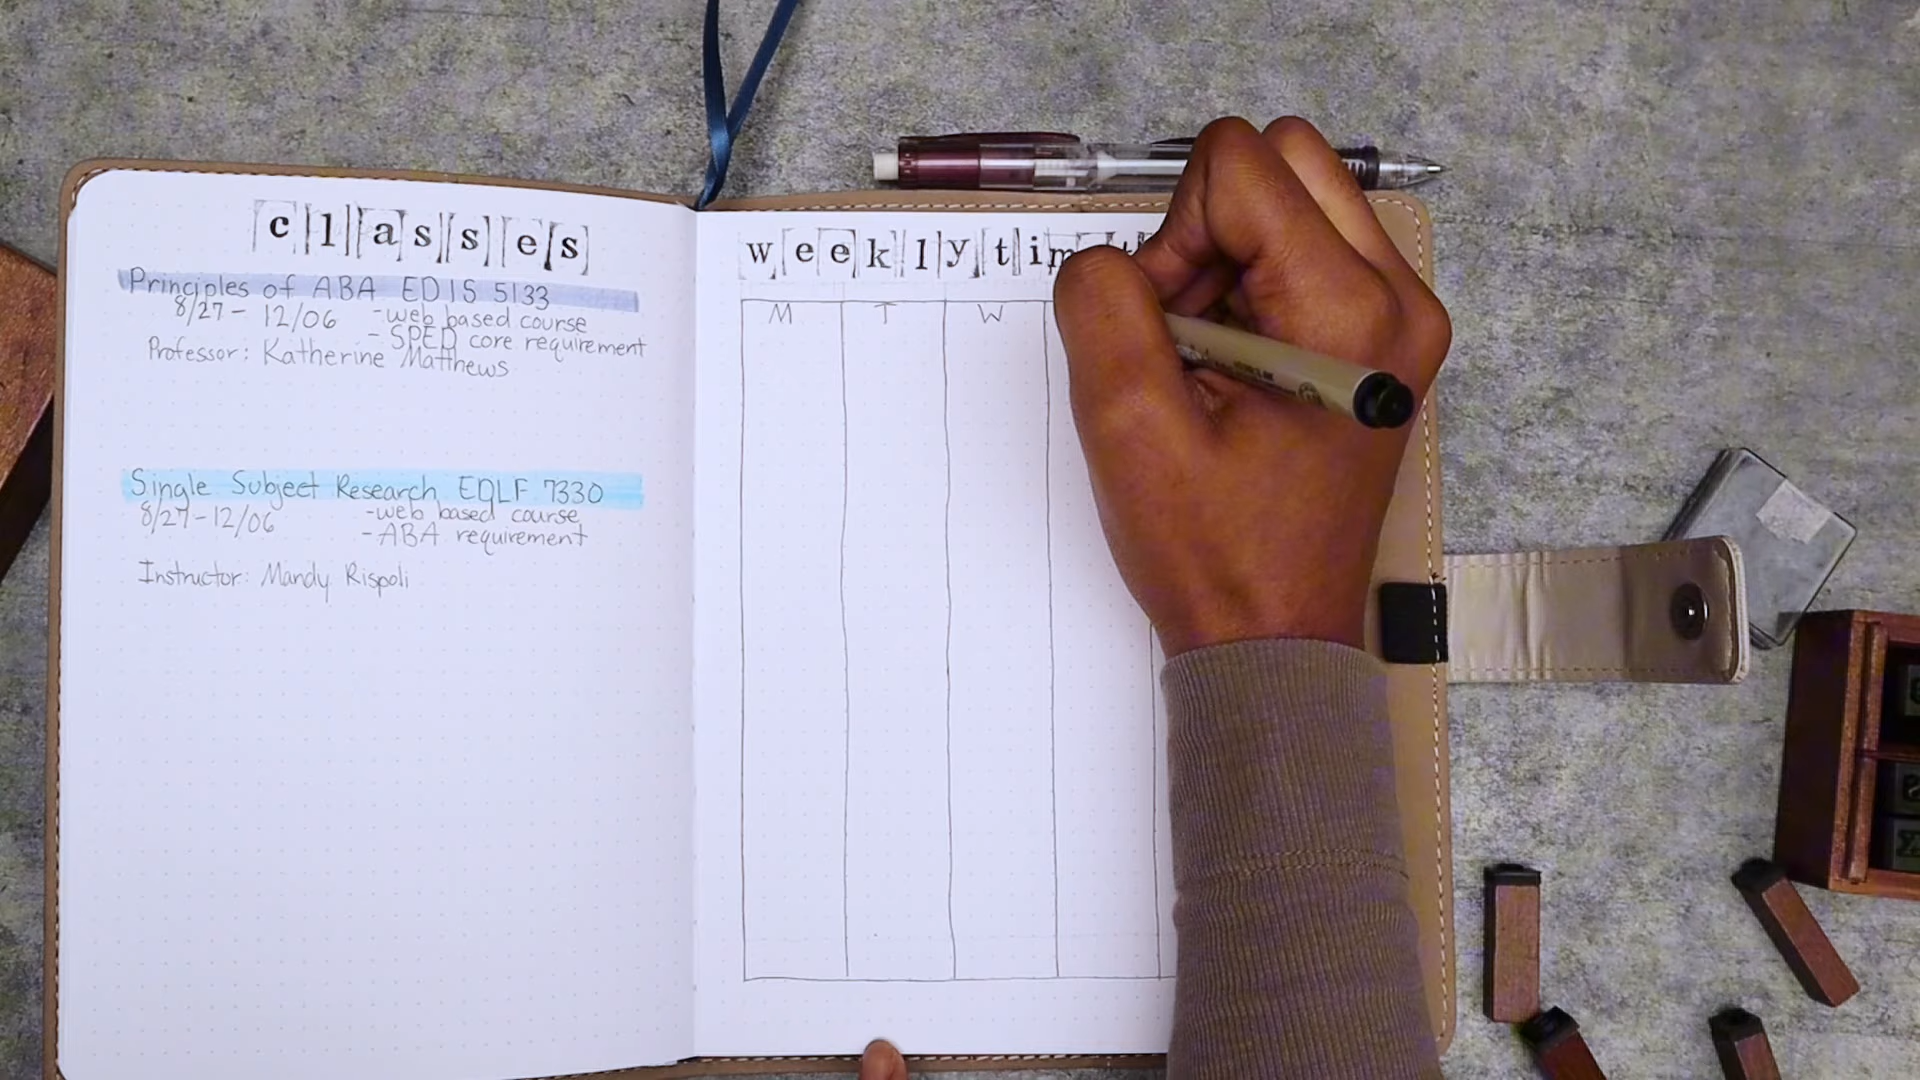 classes
Principles of ABA EDIS 5133
8/27 - 12/06 - web based course
- SPED core requirement
Professor: Katherine Matthews
Single Subject Research EDLF 7330
8/27 - 12/06 - web based course
- ABA requirement
Instructor: Mandy Rispoli
weekly tim
M T W